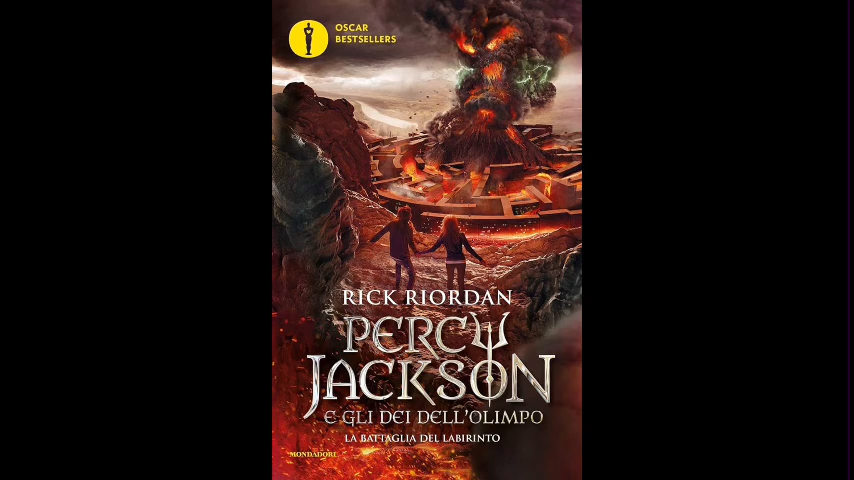 OSCAR
BESTSELLERS
RICK RIORDAN
PERCY
JACKSON
E GLI DEI DELL'OLIMPO
LA BATTAGLIA DEL LABIRINTO
MONDADORI